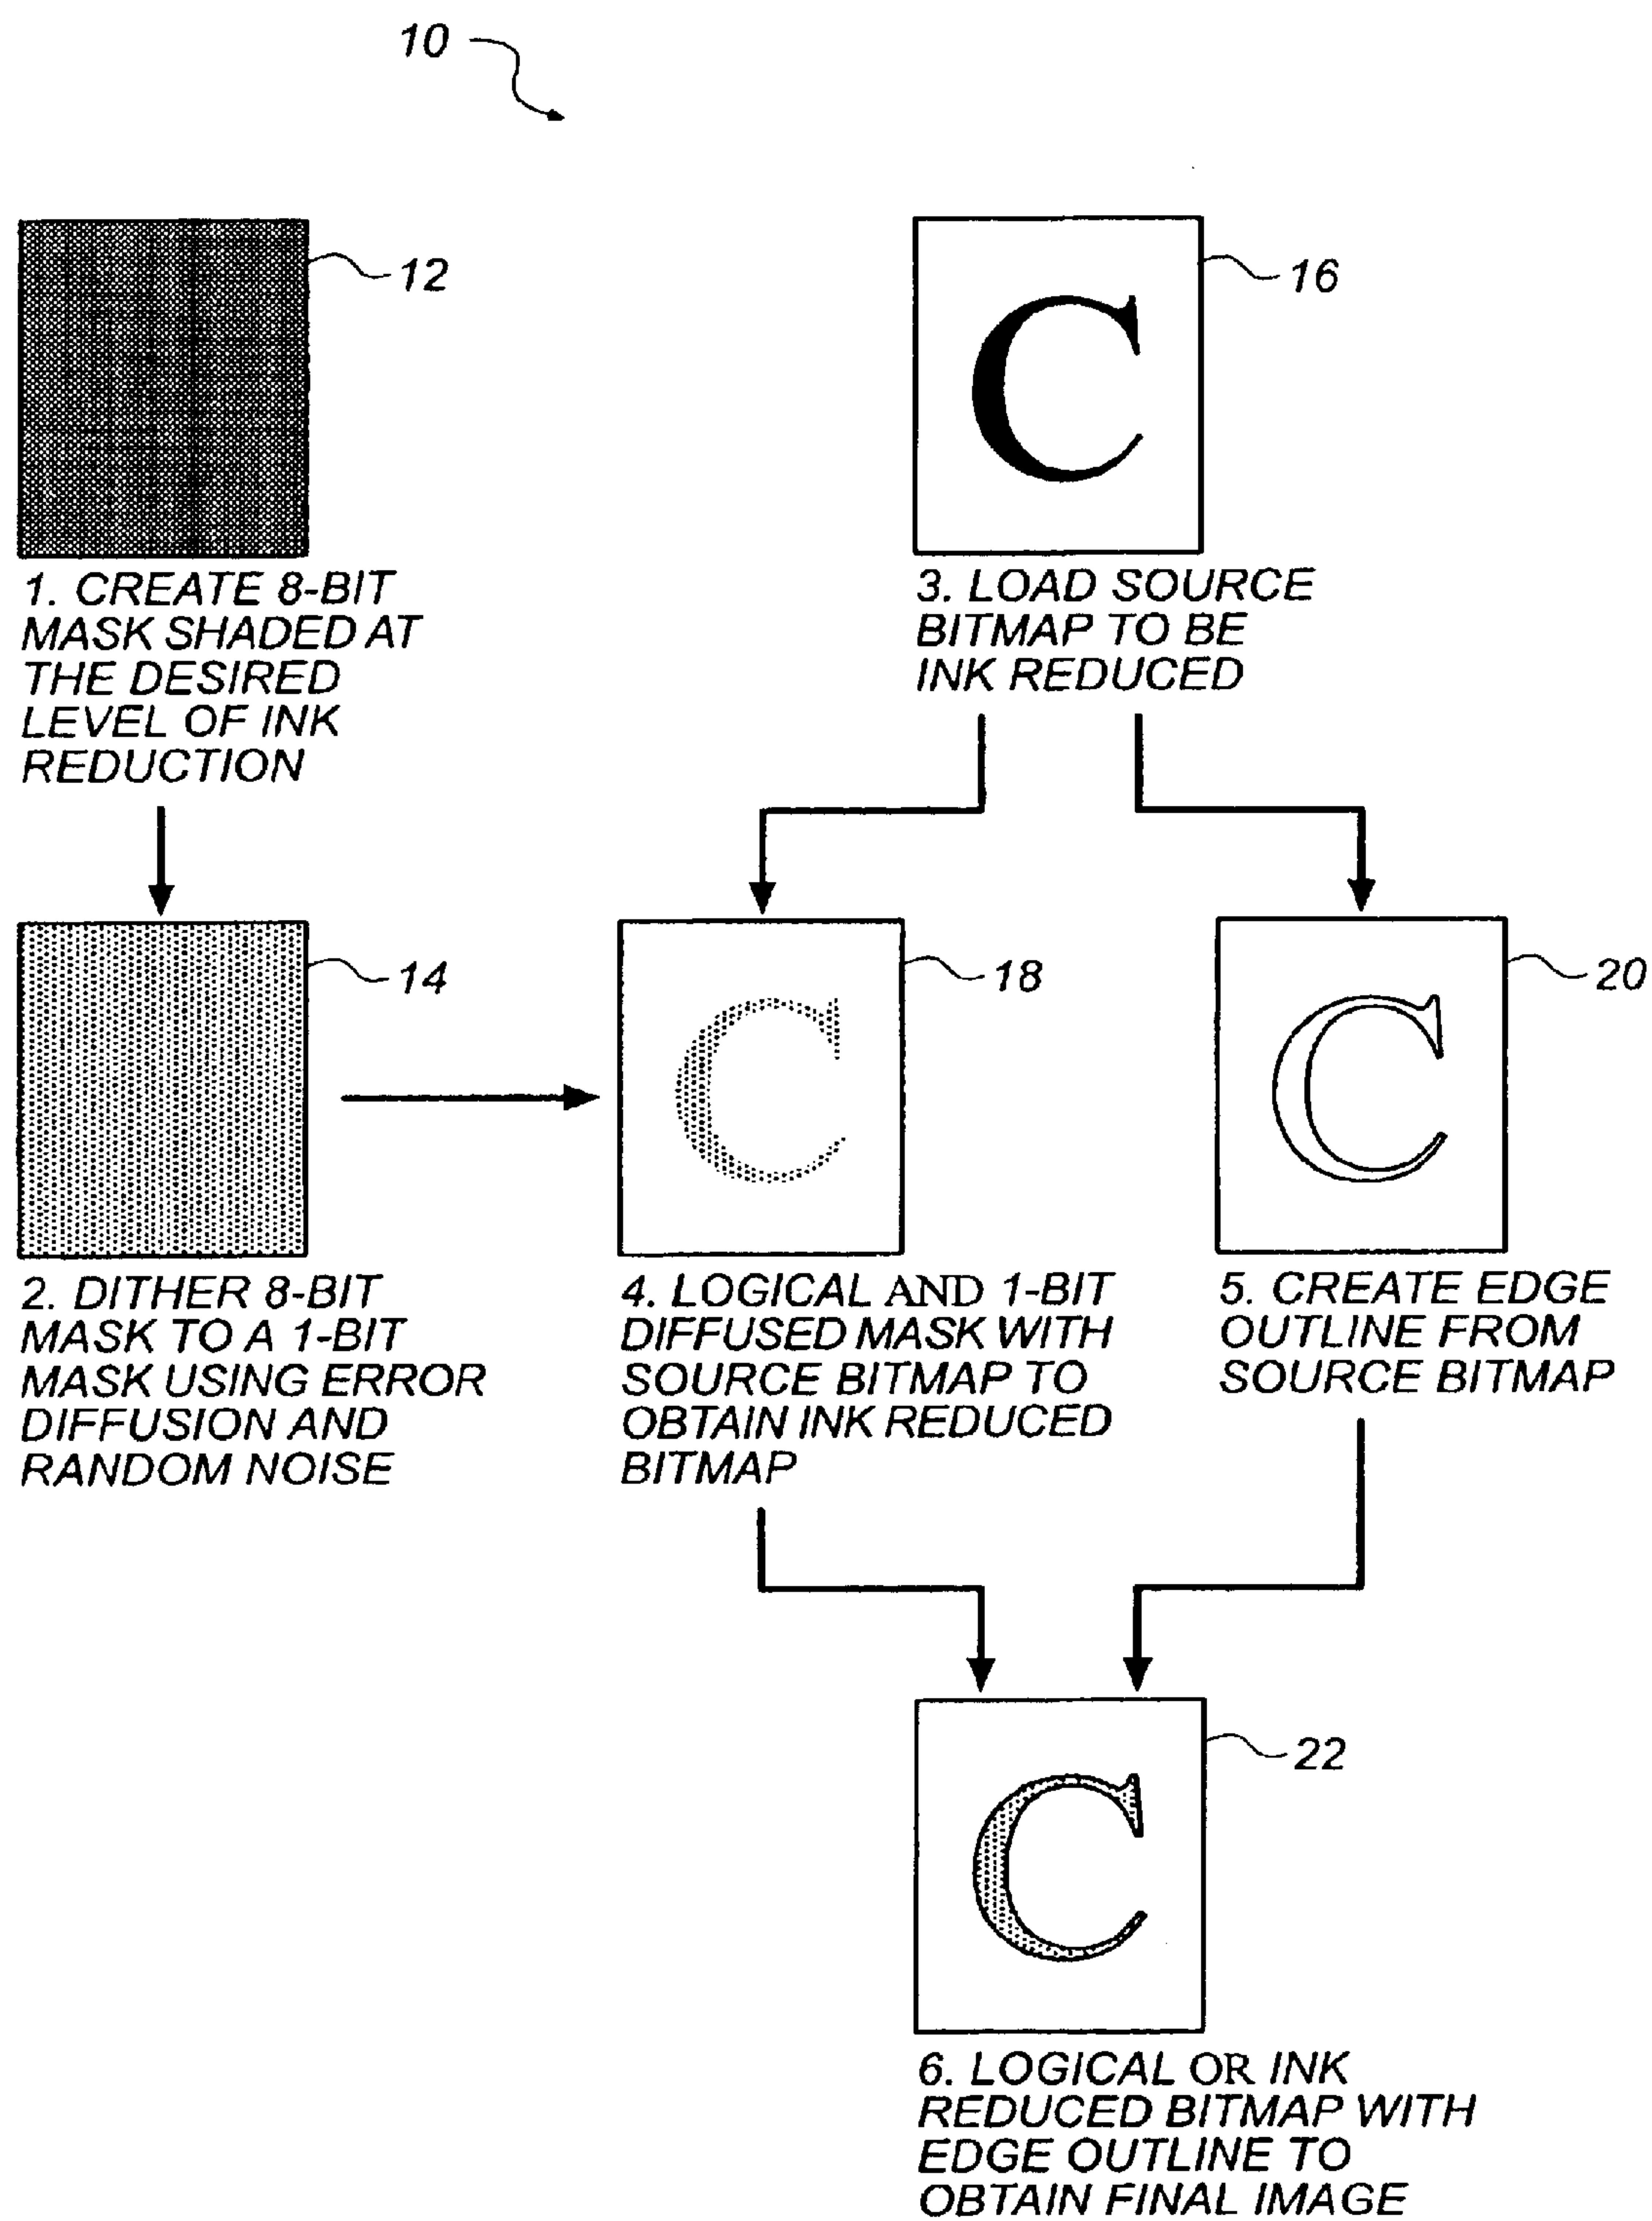 10
12
16
C
1. CREATE 8-BIT
MASK SHADED AT
THE DESIRED
LEVEL OF INK
REDUCTION
3. LOAD SOURCE
BITMAP TO BE
INK REDUCED
14
18
20
C
C
2. DITHER 8-BIT
MASK TO A 1-BIT
MASK USING ERROR
DIFFUSION AND
RANDOM NOISE
4. LOGICAL AND 1-BIT
DIFFUSED MASK WITH
SOURCE BITMAP TO
OBTAIN INK REDUCED
BITMAP
5. CREATE EDGE
OUTLINE FROM
SOURCE BITMAP
22
C
6. LOGICAL OR INK
REDUCED BITMAP WITH
EDGE OUTLINE TO
OBTAIN FINAL IMAGE